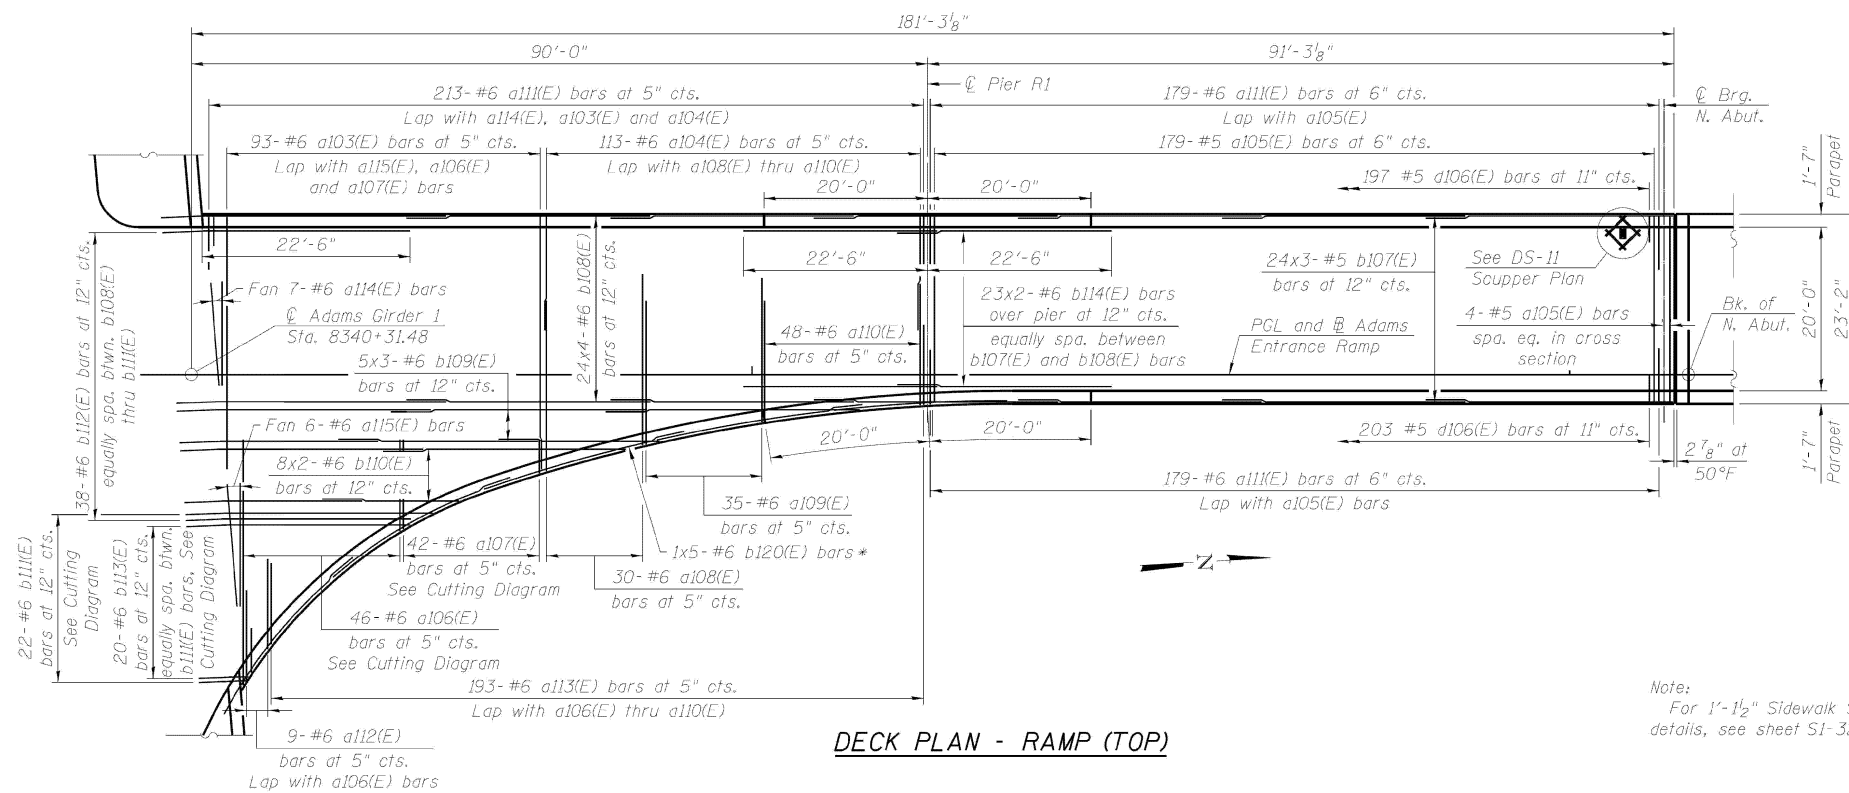 181'-3 1/8"
90'-0"
91'-3 1/8"
℄ Pier R1
213-#6 a111(E) bars at 5" cts.
Lap with a114(E), a103(E) and a104(E)
179-#6 a111(E) bars at 6" cts.
Lap with a105(E)
℄ Brg.
N. Abut.
93-#6 a103(E) bars at 5" cts.
Lap with a115(E), a106(E)
and a107(E) bars
113-#6 a104(E) bars at 5" cts.
Lap with a108(E) thru a110(E)
179-#5 a105(E) bars at 6" cts.
197 #5 d106(E) bars at 11" cts.
20'-0"
20'-0"
1'-7"
Parapet
22'-6"
22'-6"
22'-6"
Fan 7-#6 a114(E) bars
℄ Adams Girder 1
Sta. 8340+31.48
5x3-#6 b109(E)
bars at 12" cts.
24x4-#6 b108(E)
bars at 12" cts.
48-#6 a110(E)
bars at 5" cts.
23x2-#6 b114(E) bars
over pier at 12" cts.
equally spa. between
b107(E) and b108(E) bars
24x3-#5 b107(E)
bars at 12" cts.
PGL and ᗷ Adams
Entrance Ramp
See DS-11
Scupper Plan
4-#5 a105(E) bars
spa. eq. in cross
section
Bk. of
N. Abut.
20'-0"
23'-2"
38-#6 b112(E) bars at 12" cts.
equally spa. btwn. b108(E)
thru b111(E)
Fan 6-#6 a115(E) bars
8x2-#6 b110(E)
bars at 12" cts.
20'-0"
20'-0"
203 #5 d106(E) bars at 11" cts.
2 7/8" at
50°F
1'-7"
Parapet
179-#6 a111(E) bars at 6" cts.
Lap with a105(E) bars
35-#6 a109(E)
bars at 5" cts.
1x5-#6 b120(E) bars*
42-#6 a107(E)
bars at 5" cts.
See Cutting Diagram
30-#6 a108(E)
bars at 5" cts.
46-#6 a106(E)
bars at 5" cts.
See Cutting Diagram
22-#6 b111(E)
bars at 12" cts.
See Cutting
Diagram
20-#6 b113(E)
bars at 12" cts.
equally spa. btwn.
b111(E) bars, See
Cutting Diagram
N
193-#6 a113(E) bars at 5" cts.
Lap with a106(E) thru a110(E)
9-#6 a112(E)
bars at 5" cts.
Lap with a106(E) bars
DECK PLAN - RAMP (TOP)
Note:
For 1'-1 1/2" Sidewalk
details, see sheet S1-3